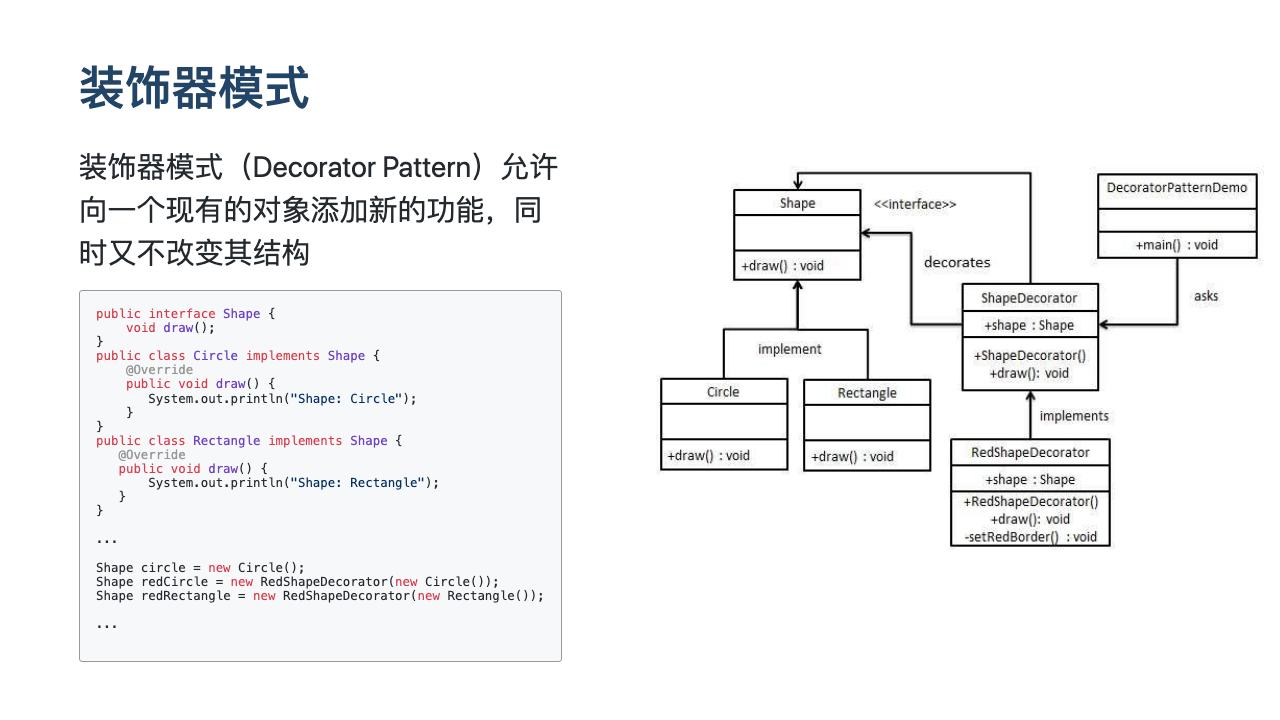 装饰器模式
装饰器模式（Decorator Pattern）允许
向一个现有的对象添加新的功能，同
时又不改变其结构
public interface Shape {
    void draw();
}
public class Circle implements Shape {
    @Override
    public void draw() {
       System.out.println("Shape: Circle");
    }
}
public class Rectangle implements Shape {
   @Override
   public void draw() {
       System.out.println("Shape: Rectangle");
   }
}
...
Shape circle = new Circle();
Shape redCircle = new RedShapeDecorator(new Circle());
Shape redRectangle = new RedShapeDecorator(new Rectangle());
...
Shape
+draw() : void
<<interface>>
decorates
DecoratorPatternDemo
+main() : void
asks
ShapeDecorator
+shape : Shape
+ShapeDecorator()
+draw(): void
implement
Circle
+draw() : void
Rectangle
+draw() : void
implements
RedShapeDecorator
+shape : Shape
+RedShapeDecorator()
+draw(): void
-setRedBorder() : void